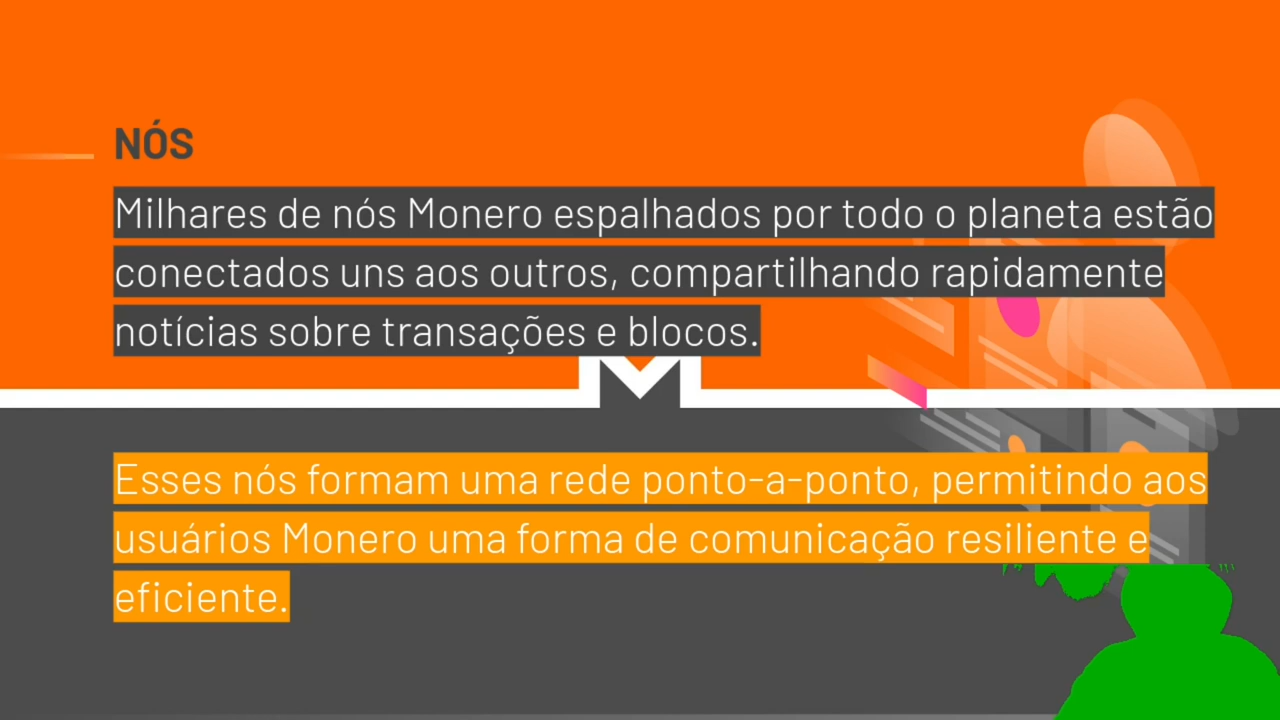 NÓS
Milhares de nós Monero espalhados por todo o planeta estão
conectados uns aos outros, compartilhando rapidamente
notícias sobre transações e blocos.
Esses nós formam uma rede ponto-a-ponto, permitindo aos
usuários Monero uma forma de comunicação resiliente e
eficiente.